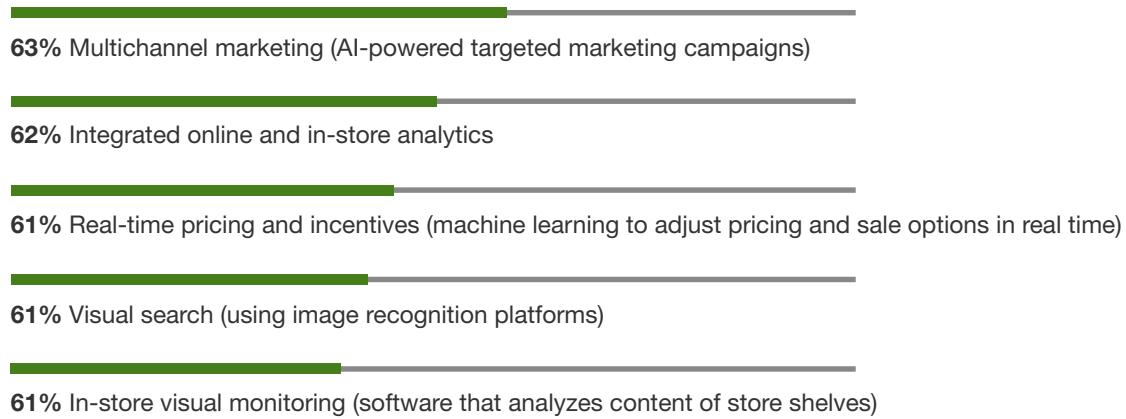 63% Multichannel marketing (AI-powered targeted marketing campaigns)
62% Integrated online and in-store analytics
61% Real-time pricing and incentives (machine learning to adjust pricing and sale options in real time)
61% Visual search (using image recognition platforms)
61% In-store visual monitoring (software that analyzes content of store shelves)